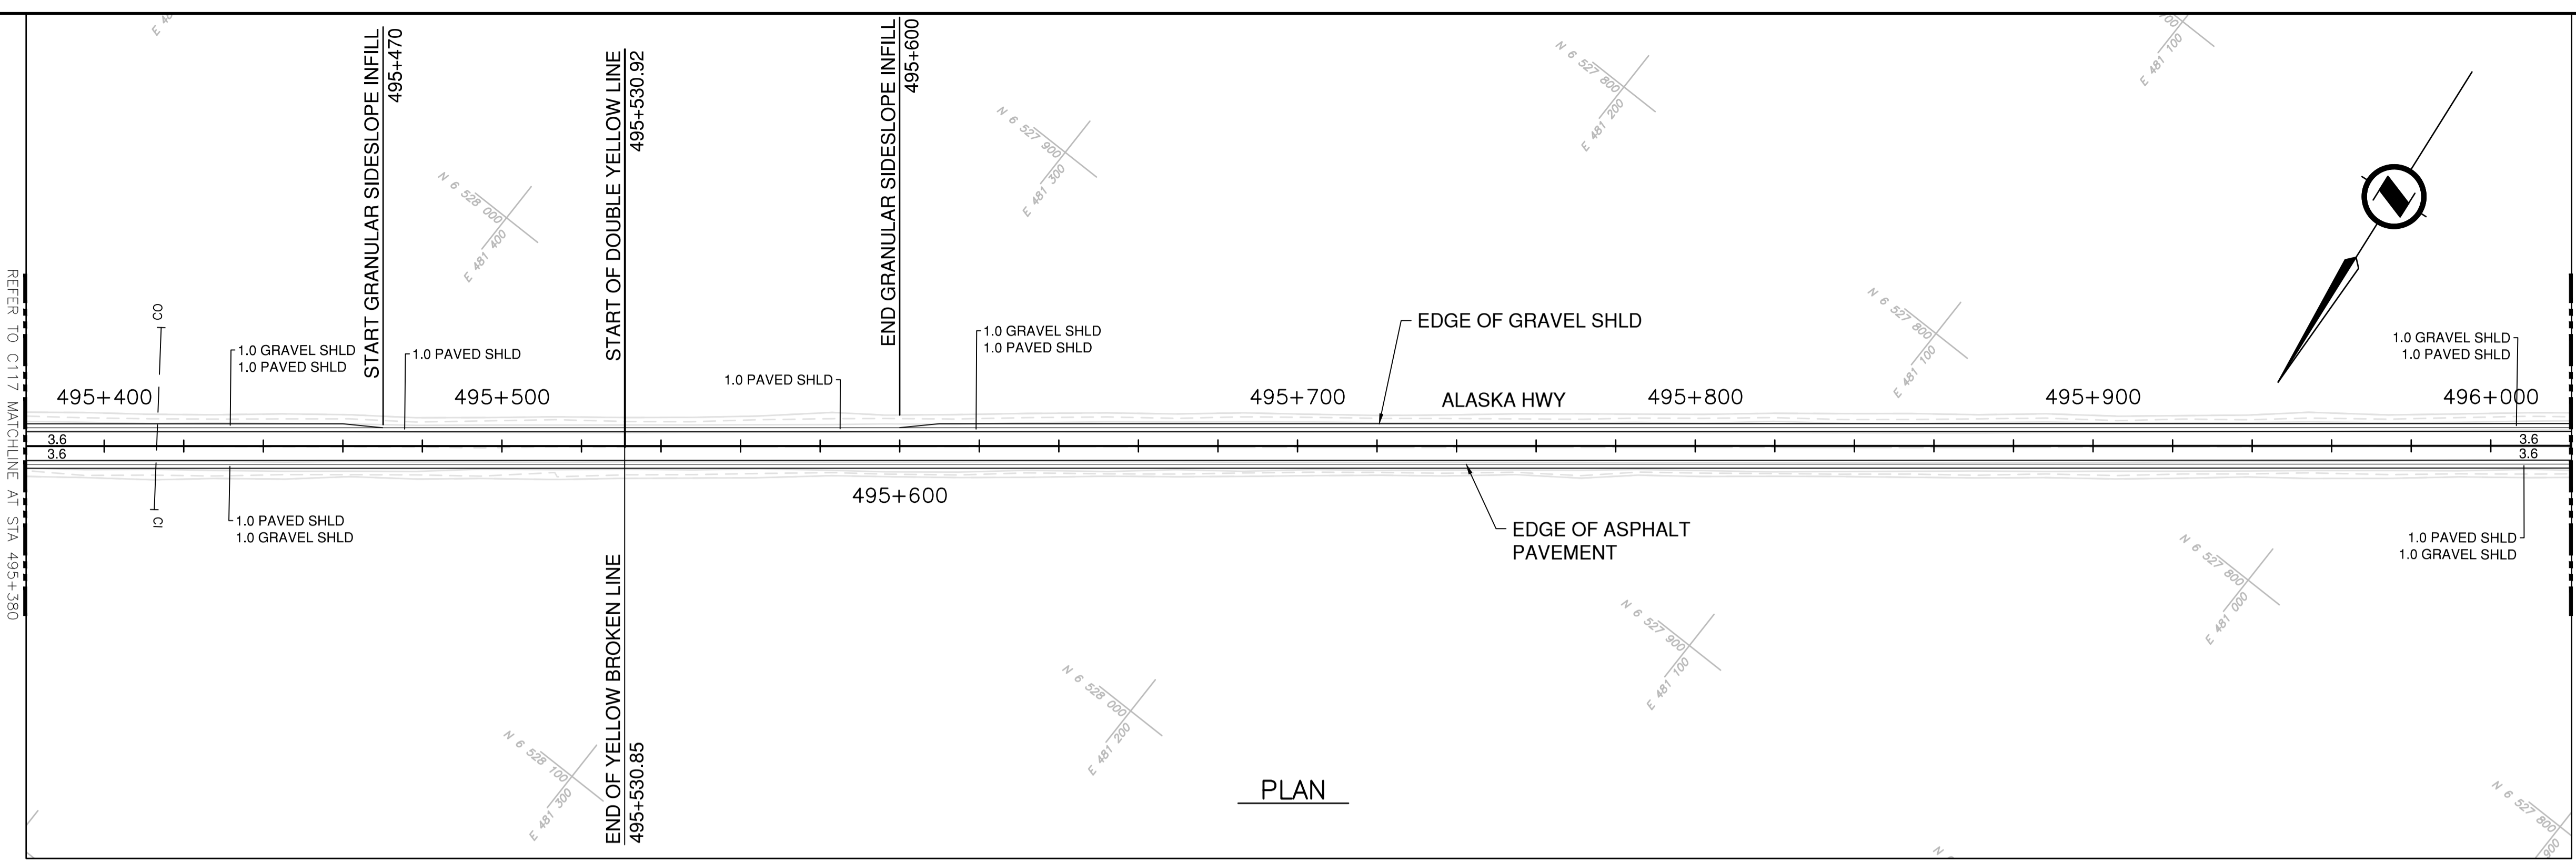 REFER TO C117 MATCHLINE AT STA 495+380
START GRANULAR SIDESLOPE INFILL
495+470
START OF DOUBLE YELLOW LINE
495+530.92
END GRANULAR SIDESLOPE INFILL
495+600
N 6 528 000
E 481 400
N 6 527 900
E 481 300
N 6 527 800
E 481 200
E 481 100
N 6 527 800
E 481 100
CO
CI
1.0 GRAVEL SHLD
1.0 PAVED SHLD
1.0 PAVED SHLD
1.0 PAVED SHLD
1.0 GRAVEL SHLD
1.0 PAVED SHLD
EDGE OF GRAVEL SHLD
1.0 GRAVEL SHLD
1.0 PAVED SHLD
495+400
495+500
495+700
ALASKA HWY
495+800
495+900
496+000
3.6
3.6
3.6
3.6
495+600
1.0 PAVED SHLD
1.0 GRAVEL SHLD
EDGE OF ASPHALT
PAVEMENT
1.0 PAVED SHLD
1.0 GRAVEL SHLD
END OF YELLOW BROKEN LINE
495+530.85
N 6 528 100
E 481 300
N 6 528 000
E 481 200
N 6 527 900
E 481 100
N 6 527 800
E 481 000
N 6 527 800
PLAN